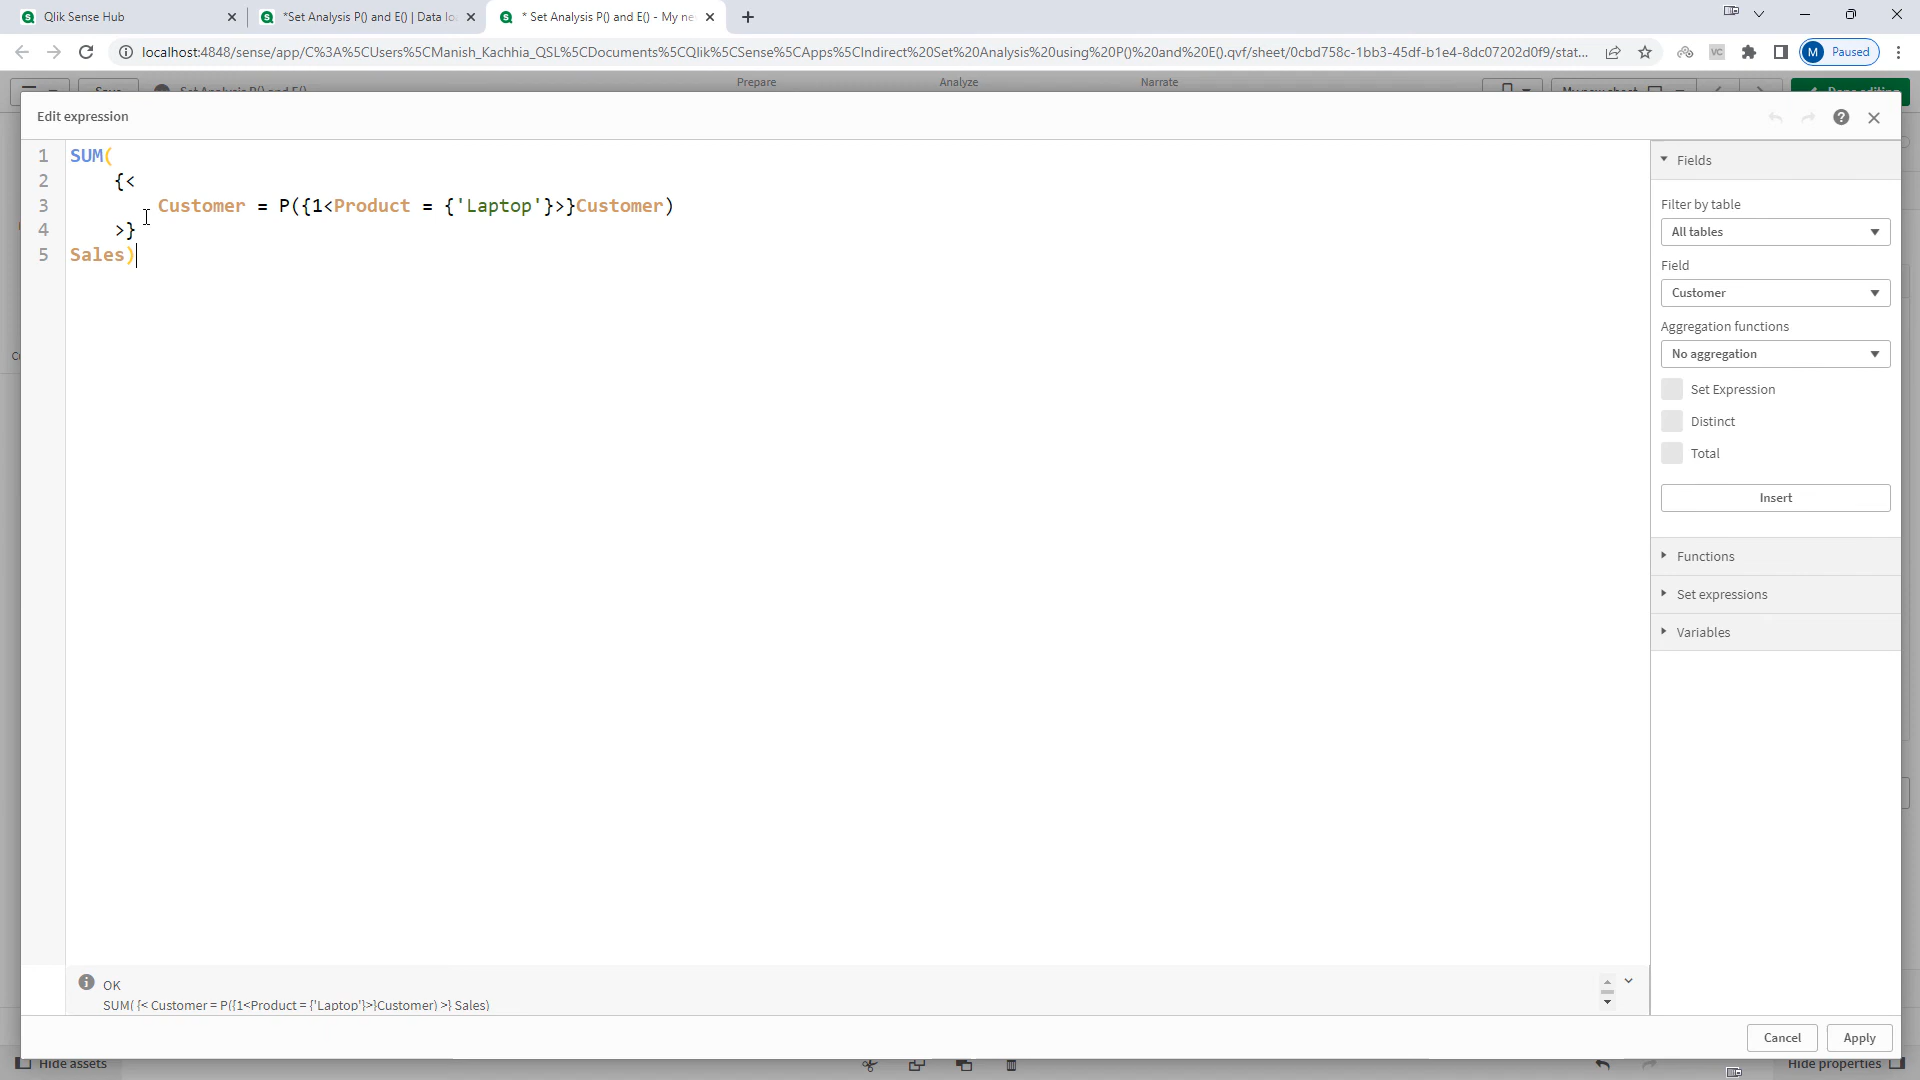 Qlik Sense Hub
*Set Analysis P() and E() | Data lo
* Set Analysis P() and E() - My ne
localhost:4848/sense/app/C%3A%5CUsers%5CManish_Kachhia_QSL%5CDocuments%5CQlik%5CSense%5CApps%5CIndirect%20Set%20Analysis%20using%20P()%20and%20E().qvf/sheet/0cbd758c-1bb3-45df-b1e4-8dc07202d0f9/stat...
VC
M Paused
Prepare
Analyze
Narrate
Edit expression
1 SUM(
2 {<
3 Customer = P({1<Product = {'Laptop'}>}Customer)
4 >}
5 Sales)
Fields
Filter by table
All tables
Field
Customer
Aggregation functions
No aggregation
Set Expression
Distinct
Total
Insert
Functions
Set expressions
Variables
OK
SUM( {< Customer = P({1<Product = {'Laptop'}>}Customer) >} Sales)
Cancel
Apply
Hide assets
Hide properties